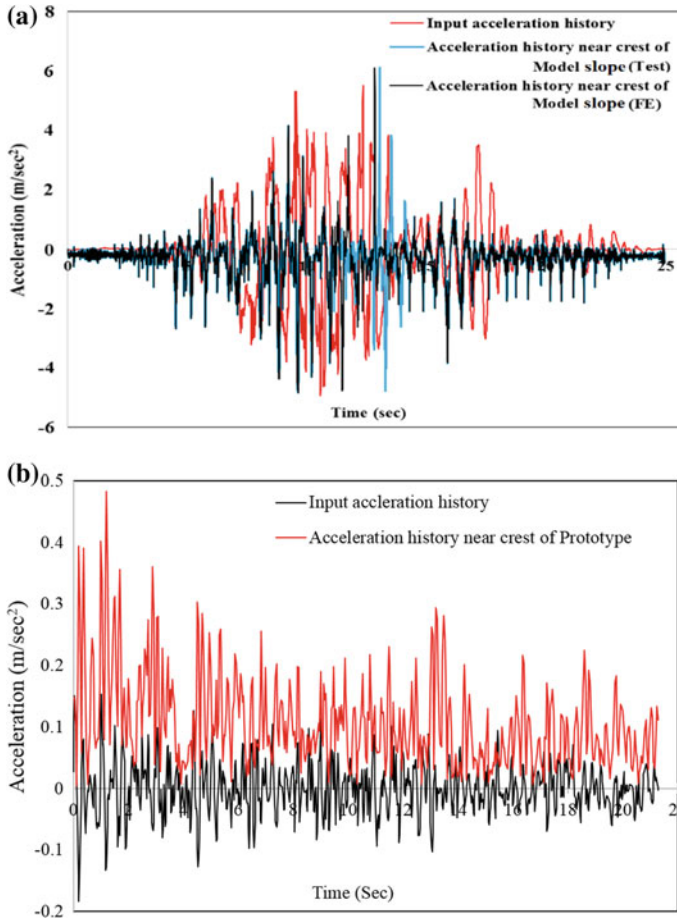 (a)
8
6
4
2
0
-2
-4
-6
Acceleration (m/sec²)
Input acceleration history
Acceleration history near crest of
Model slope (Test)
Acceleration history near crest of
Model slope (FE)
0
25
Time (sec)
(b)
0.5
0.4
0.3
0.2
0.1
0
-0.1
-0.2
Acceleration (m/sec²)
Input accleration history
Acceleration history near crest of Prototype
0 2 4 6 8 10 12 14 16 18 20 2
Time (Sec)